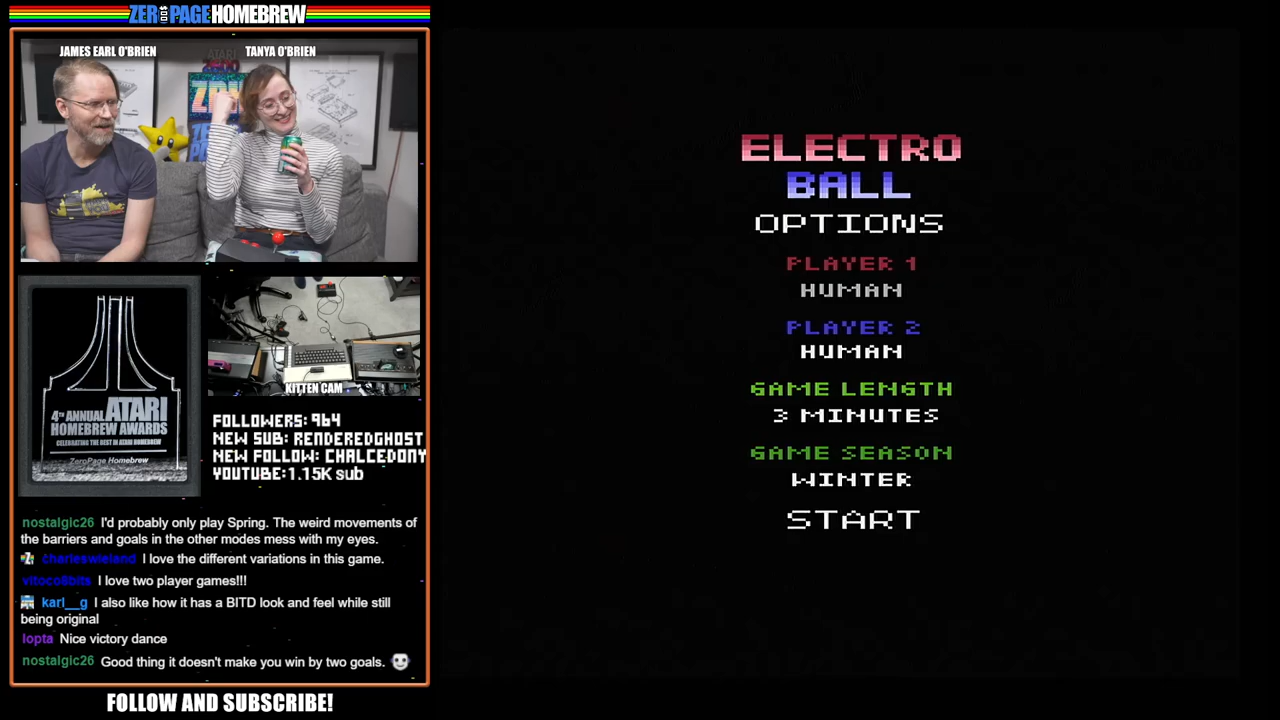 ZEROPAGE HOMEBREW
JAMES EARL O'BRIEN
TANYA O'BRIEN
4TH ANNUAL ATARI
HOMEBREW AWARDS
CELEBRATING THE BEST IN ATARI HOMEBREW
ZeroPage Homebrew
KITTEN CAM
FOLLOWERS: 964
NEW SUB: RENDEREDGHOST
NEW FOLLOW: CHALCEDONY
YOUTUBE:1.15K sub
nostalgic26 I'd probably only play Spring. The weird movements of
the barriers and goals in the other modes mess with my eyes.
charleswieland I love the different variations in this game.
vitoco8bits I love two player games!!!
karl__g I also like how it has a BITD look and feel while still
being original
lopta Nice victory dance
nostalgic26 Good thing it doesn't make you win by two goals.
FOLLOW AND SUBSCRIBE!
ELECTRO
BALL
OPTIONS
PLAYER 1
HUMAN
PLAYER 2
HUMAN
GAME LENGTH
3 MINUTES
GAME SEASON
WINTER
START